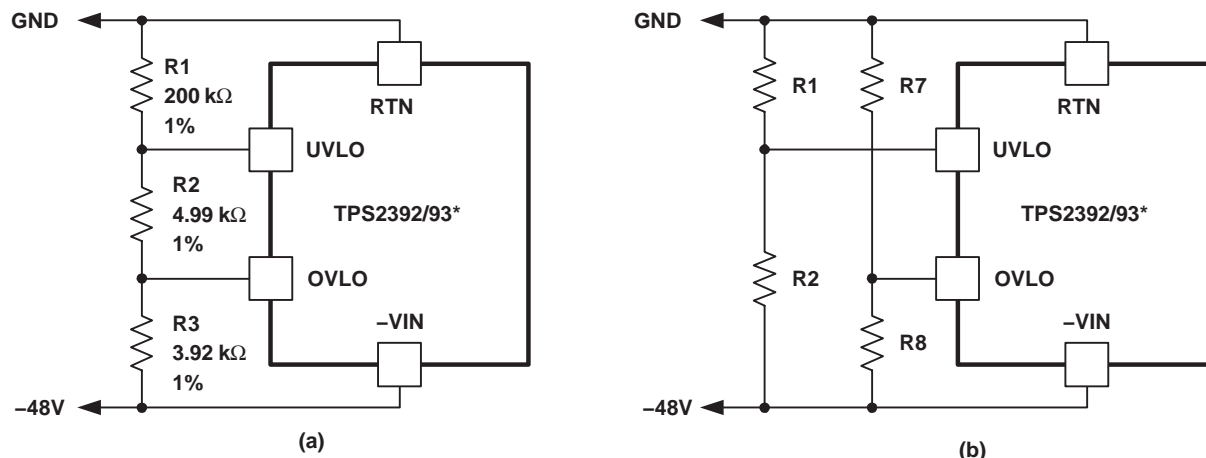 GND
R1
200 kΩ
1%
RTN
UVLO
R2
4.99 kΩ
1%
TPS2392/93*
OVLO
R3
3.92 kΩ
1%
–VIN
–48V
(a)
GND
R1
R7
RTN
UVLO
TPS2392/93*
R2
OVLO
–VIN
R8
–48V
(b)